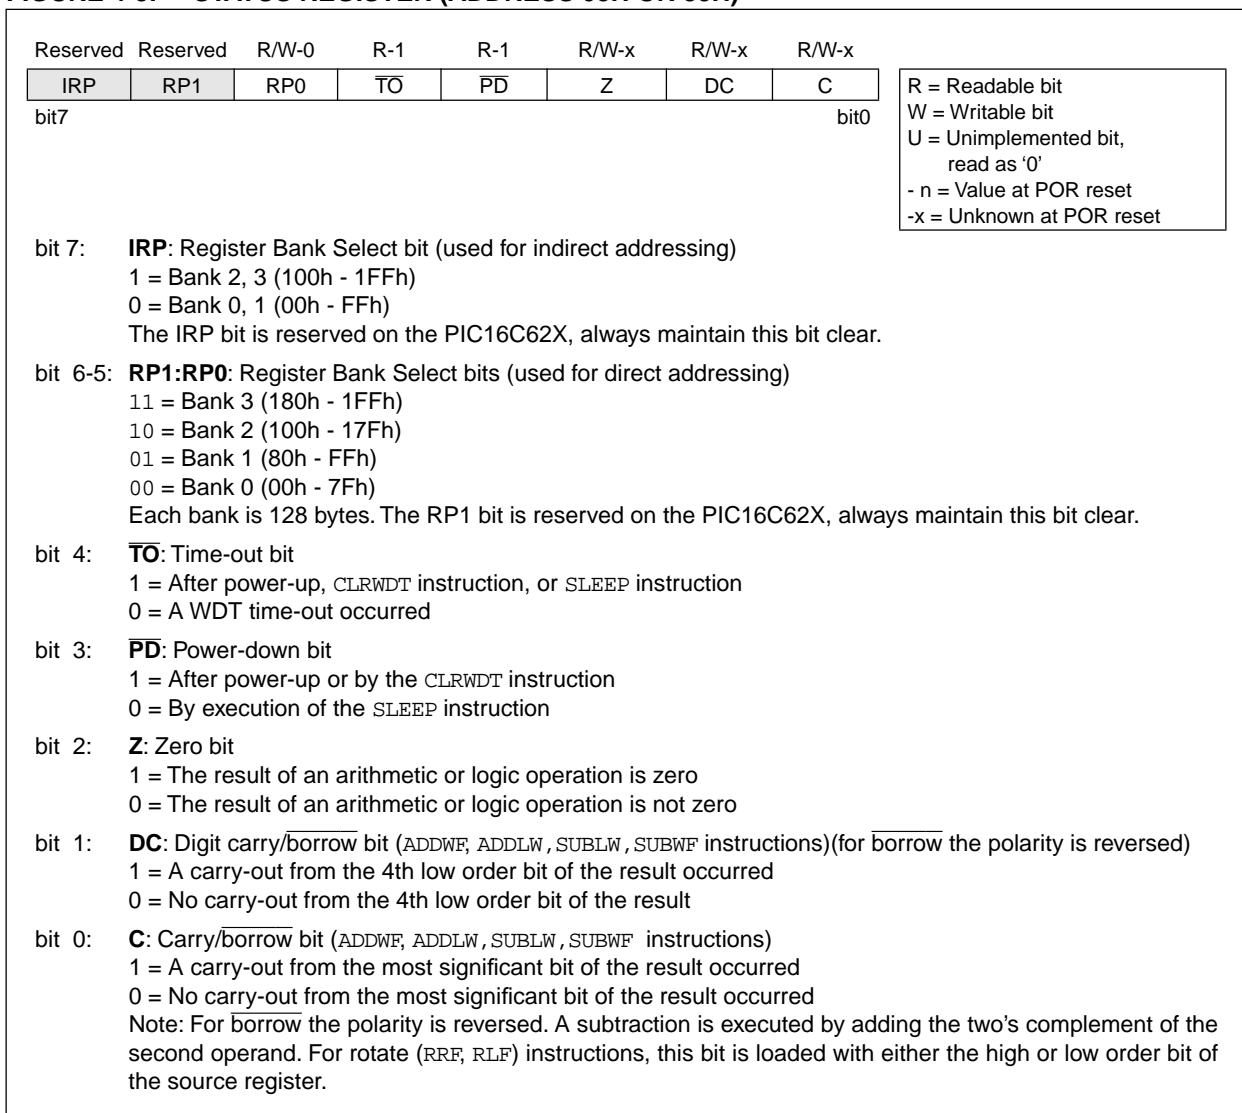 Reserved Reserved R/W-0 R-1 R-1 R/W-x R/W-x R/W-x
IRP RP1 RP0 T̅O̅ P̅D̅ Z DC C
bit7 bit0
R = Readable bit
W = Writable bit
U = Unimplemented bit,
read as ‘0’
- n = Value at POR reset
-x = Unknown at POR reset
bit 7: IRP: Register Bank Select bit (used for indirect addressing)
1 = Bank 2, 3 (100h - 1FFh)
0 = Bank 0, 1 (00h - FFh)
The IRP bit is reserved on the PIC16C62X, always maintain this bit clear.
bit 6-5: RP1:RP0: Register Bank Select bits (used for direct addressing)
11 = Bank 3 (180h - 1FFh)
10 = Bank 2 (100h - 17Fh)
01 = Bank 1 (80h - FFh)
00 = Bank 0 (00h - 7Fh)
Each bank is 128 bytes. The RP1 bit is reserved on the PIC16C62X, always maintain this bit clear.
bit 4: T̅O̅: Time-out bit
1 = After power-up, CLRWDT instruction, or SLEEP instruction
0 = A WDT time-out occurred
bit 3: P̅D̅: Power-down bit
1 = After power-up or by the CLRWDT instruction
0 = By execution of the SLEEP instruction
bit 2: Z: Zero bit
1 = The result of an arithmetic or logic operation is zero
0 = The result of an arithmetic or logic operation is not zero
bit 1: DC: Digit carry/b̅o̅r̅r̅o̅w̅ bit (ADDWF, ADDLW,SUBLW,SUBWF instructions)(for b̅o̅r̅r̅o̅w̅ the polarity is reversed)
1 = A carry-out from the 4th low order bit of the result occurred
0 = No carry-out from the 4th low order bit of the result
bit 0: C: Carry/b̅o̅r̅r̅o̅w̅ bit (ADDWF, ADDLW,SUBLW,SUBWF instructions)
1 = A carry-out from the most significant bit of the result occurred
0 = No carry-out from the most significant bit of the result occurred
Note: For b̅o̅r̅r̅o̅w̅ the polarity is reversed. A subtraction is executed by adding the two’s complement of the
second operand. For rotate (RRF, RLF) instructions, this bit is loaded with either the high or low order bit of
the source register.